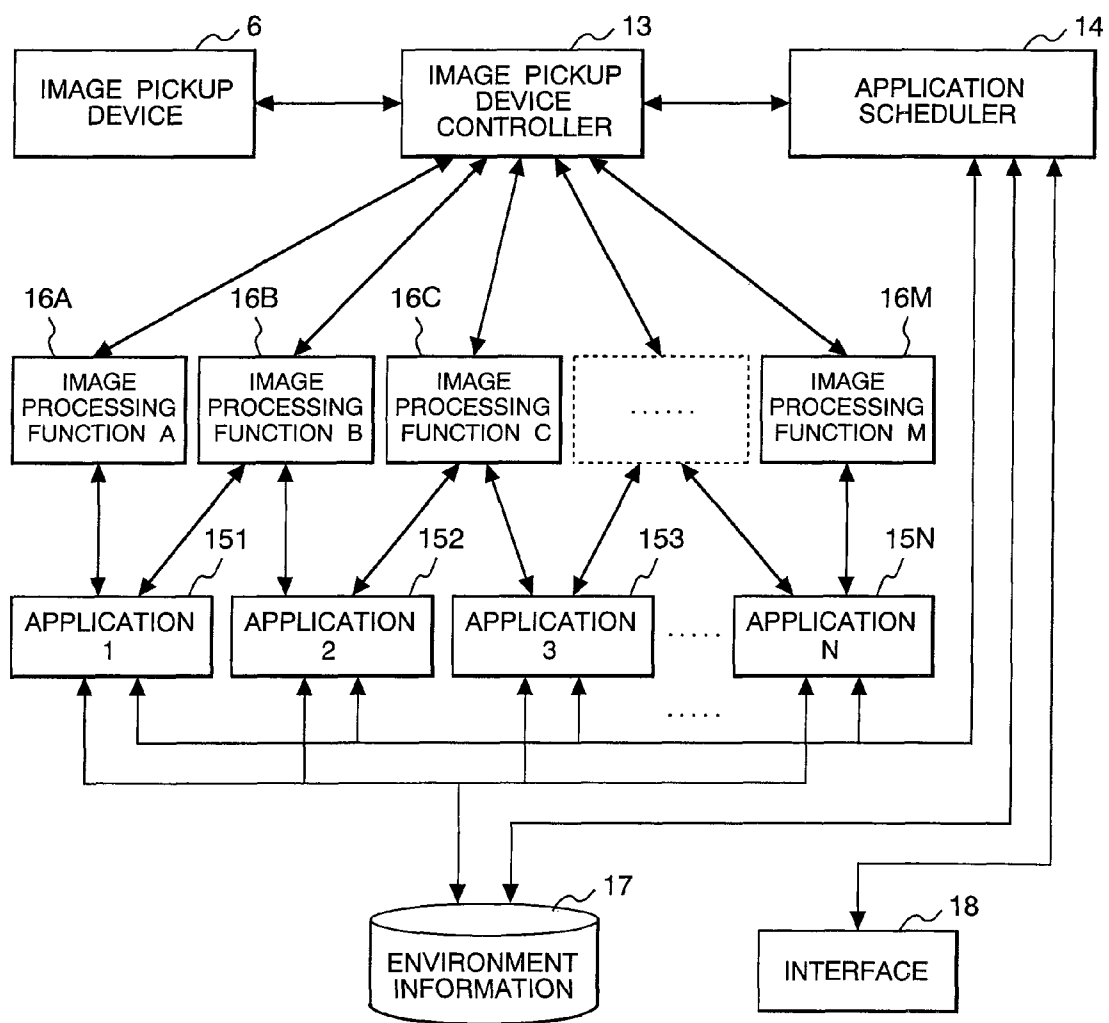 6
13
14
IMAGE PICKUP
DEVICE
IMAGE PICKUP
DEVICE
CONTROLLER
APPLICATION
SCHEDULER
16A
16B
16C
16M
IMAGE
PROCESSING
FUNCTION A
IMAGE
PROCESSING
FUNCTION B
IMAGE
PROCESSING
FUNCTION C
......
IMAGE
PROCESSING
FUNCTION M
151
152
153
15N
APPLICATION
1
APPLICATION
2
APPLICATION
3
.....
APPLICATION
N
.....
17
ENVIRONMENT
INFORMATION
18
INTERFACE